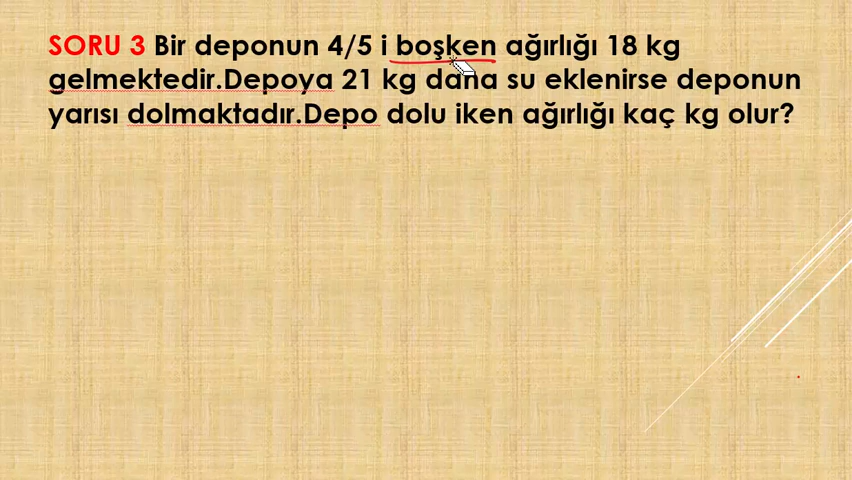 SORU 3 Bir deponun 4/5 i boşken ağırlığı 18 kg
gelmektedir.Depoya 21 kg daha su eklenirse deponun
yarısı dolmaktadır.Depo dolu iken ağırlığı kaç kg olur?